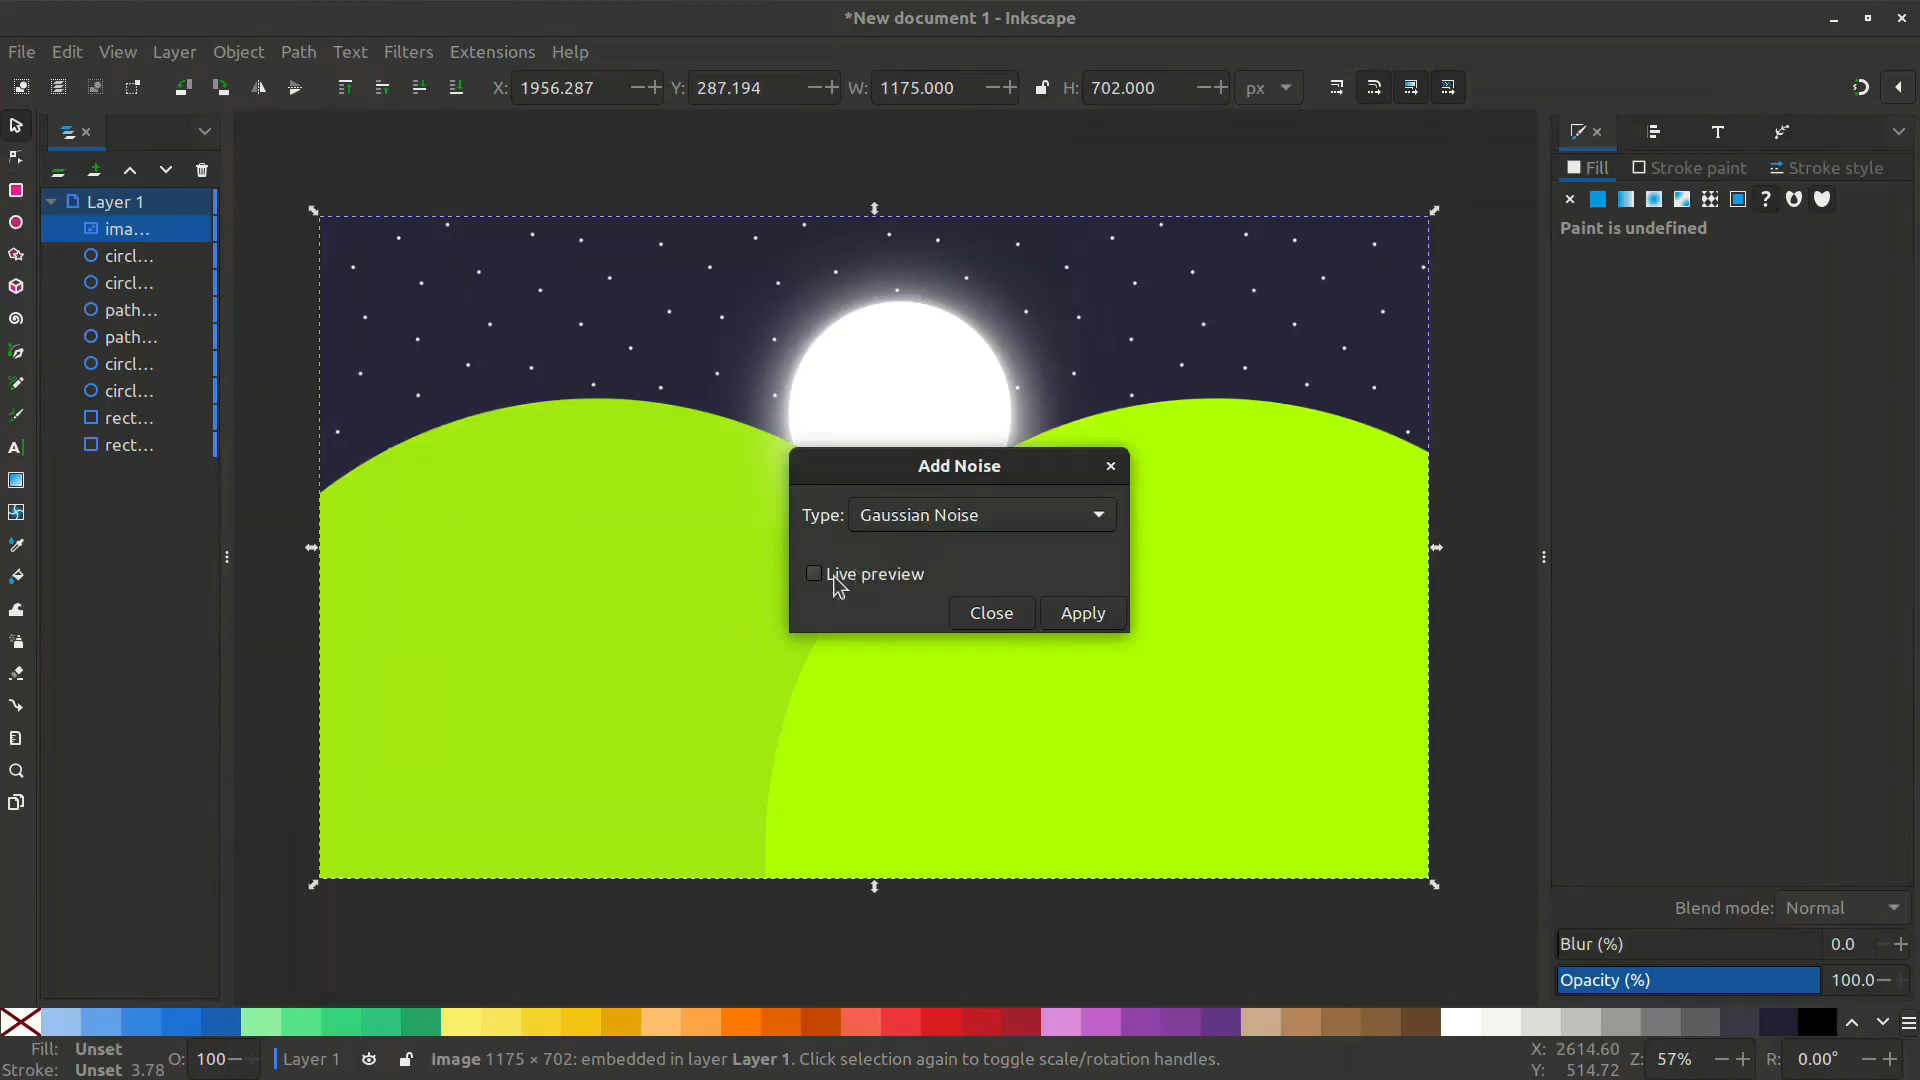 *New document 1 - Inkscape
File Edit View Layer Object Path Text Filters Extensions Help
X: 1956.287 Y: 287.194 W: 1175.000 H: 702.000 px
Fill Stroke paint Stroke style
Layer 1
ima...
circl...
circl...
path...
path...
circl...
circl...
rect...
rect...
Paint is undefined
Add Noise
Type: Gaussian Noise
Live preview
Close Apply
Blend mode: Normal
Blur (%) 0.0
Opacity (%) 100.0
Fill: Unset
Stroke: Unset 3.78
O: 100
Layer 1
Image 1175 × 702: embedded in layer Layer 1. Click selection again to toggle scale/rotation handles.
X: 2614.60
Y: 514.72
Z: 57%
R: 0.00°